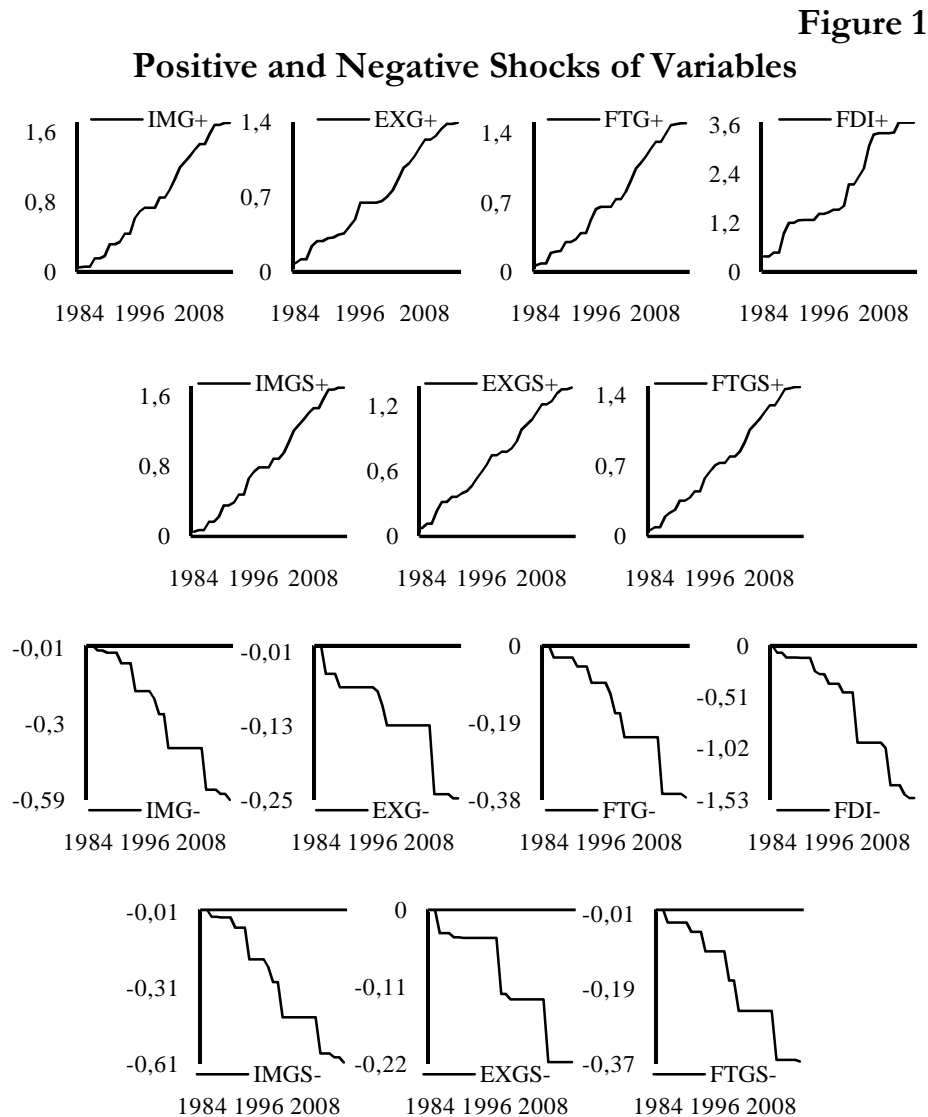 Figure 1
Positive and Negative Shocks of Variables
IMG+
1,6
0,8
0
1984 1996 2008
EXG+
1,4
0,7
0
1984 1996 2008
FTG+
1,4
0,7
0
1984 1996 2008
FDI+
3,6
2,4
1,2
0
1984 1996 2008
IMGS+
1,6
0,8
0
1984 1996 2008
EXGS+
1,2
0,6
0
1984 1996 2008
FTGS+
1,4
0,7
0
1984 1996 2008
-0,01
-0,3
-0,59
IMG-
1984 1996 2008
-0,01
-0,13
-0,25
EXG-
1984 1996 2008
0
-0,19
-0,38
FTG-
1984 1996 2008
0
-0,51
-1,02
-1,53
FDI-
1984 1996 2008
-0,01
-0,31
-0,61
IMGS-
1984 1996 2008
0
-0,11
-0,22
EXGS-
1984 1996 2008
-0,01
-0,19
-0,37
FTGS-
1984 1996 2008